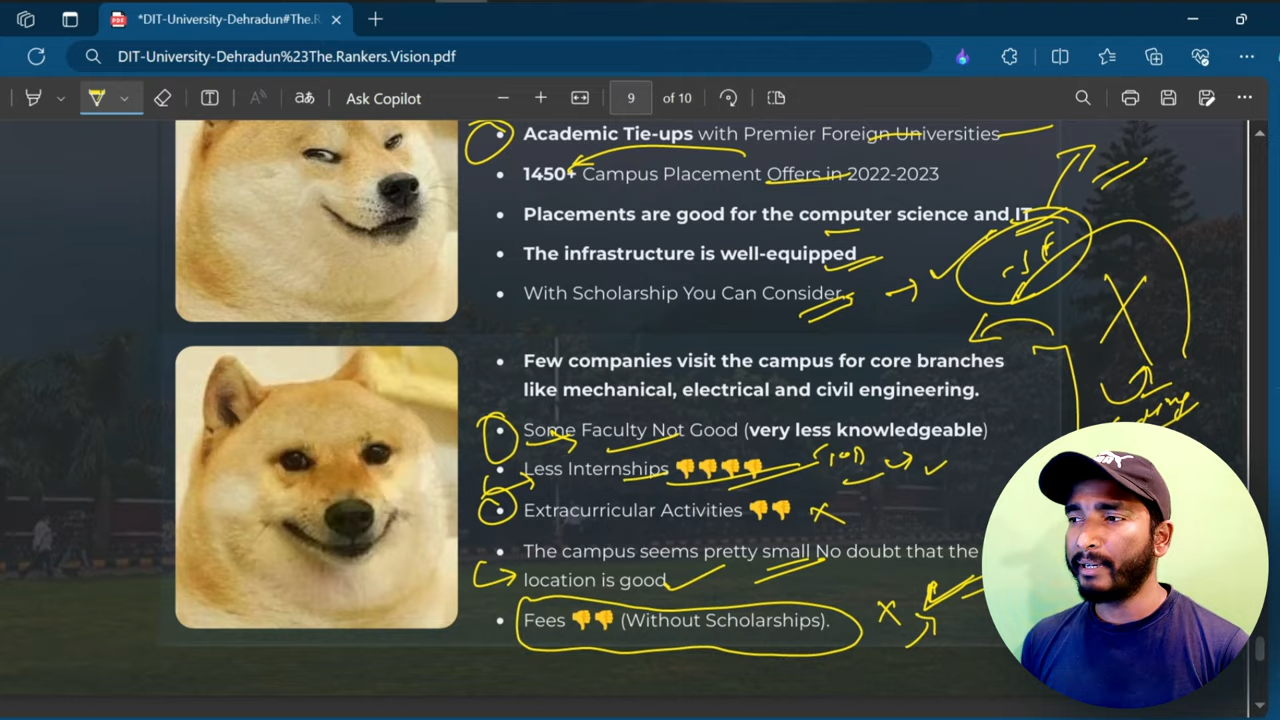 *DIT-University-Dehradun#The.R
DIT-University-Dehradun%23The.Rankers.Vision.pdf
Ask Copilot
9 of 10
• Academic Tie-ups with Premier Foreign Universities
• 1450+ Campus Placement Offers in 2022-2023
• Placements are good for the computer science and IT
• The infrastructure is well-equipped
• With Scholarship You Can Consider
• Few companies visit the campus for core branches
like mechanical, electrical and civil engineering.
• Some Faculty Not Good (very less knowledgeable)
• Less Internships 👎👎👎👎
• Extracurricular Activities 👎👎
• The campus seems pretty small No doubt that the
location is good
• Fees 👎👎 (Without Scholarships).